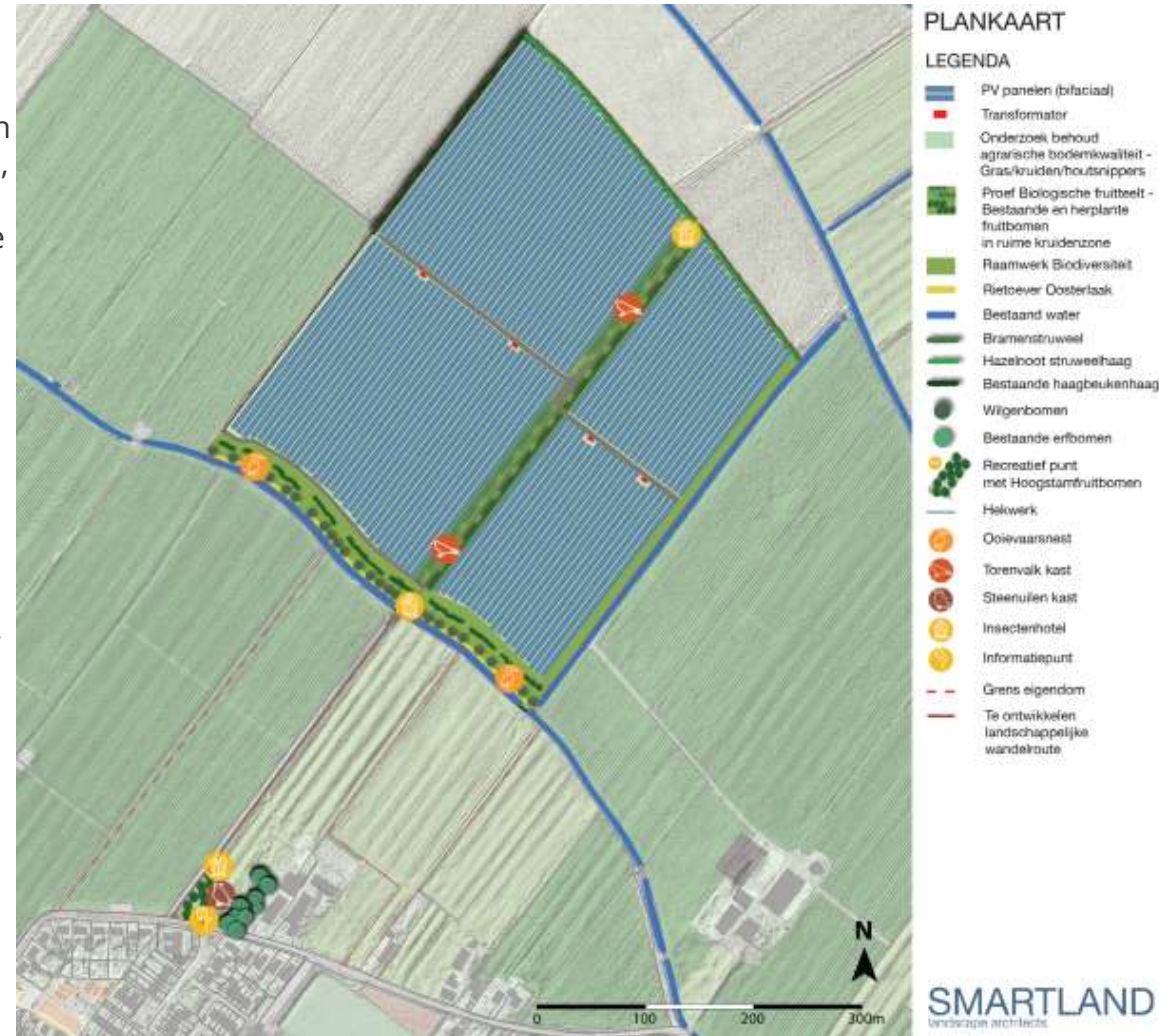 n
,
e
PLANKAART
LEGENDA
PV panelen (bifaciaal)
Transformator
Onderzoek behoud
agrarische bodemkwaliteit -
Gras/kruiden/houtsnippers
Proef Biologische fruitteelt -
Bestaande en herplante
fruitbomen
in ruime kruidenzone
Raamwerk Biodiversiteit
Rietoever Oosterlaak
Bestaand water
Bramenstruweel
Hazelnoot struweelhaag
Bestaande haagbeukenhaag
Wilgenbomen
Bestaande erfbomen
Recreatief punt
met Hoogstamfruitbomen
Hekwerk
Ooievaarsnest
Torenvalk kast
Steenuilen kast
Insectenhotel
Informatiepunt
Grens eigendom
Te ontwikkelen
landschappelijke
wandelroute
N
0 100 200 300m
SMARTLAND
landscape architects